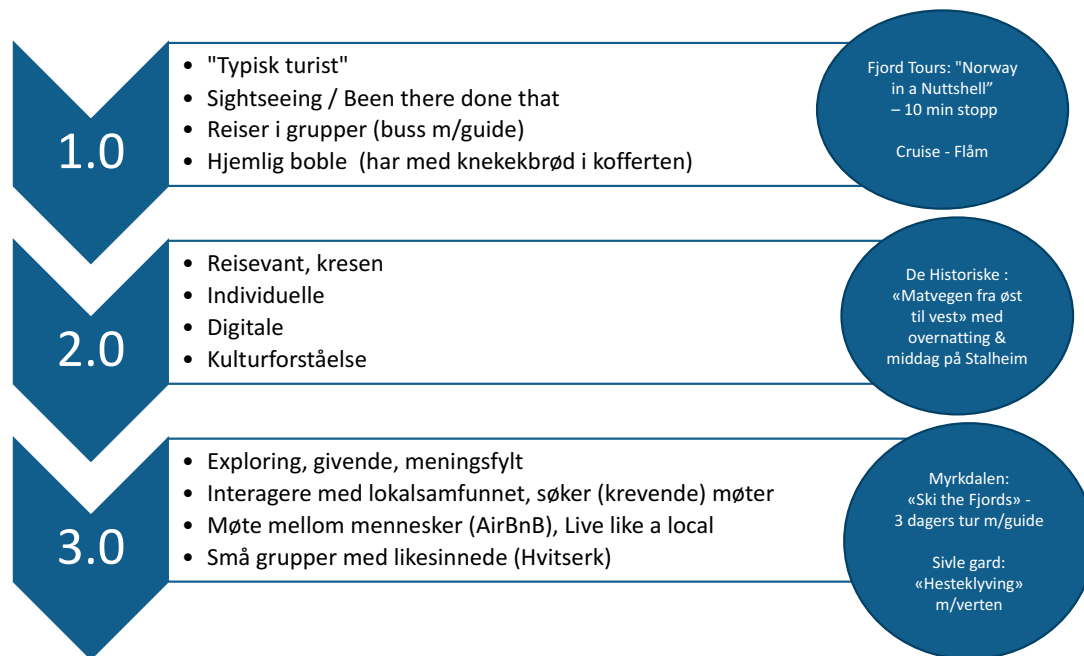 1.0
• "Typisk turist"
• Sightseeing / Been there done that
• Reiser i grupper (buss m/guide)
• Hjemlig boble  (har med knekekbrød i kofferten)
Fjord Tours: "Norway
in a Nuttshell”
– 10 min stopp
Cruise - Flåm
2.0
• Reisevant, kresen
• Individuelle
• Digitale
• Kulturforståelse
De Historiske :
«Matvegen fra øst
til vest» med
overnatting &
middag på Stalheim
3.0
• Exploring, givende, meningsfylt
• Interagere med lokalsamfunnet, søker (krevende) møter
• Møte mellom mennesker (AirBnB), Live like a local
• Små grupper med likesinnede (Hvitserk)
Myrkdalen:
«Ski the Fjords» -
3 dagers tur m/guide
Sivle gard:
«Hesteklyving»
m/verten